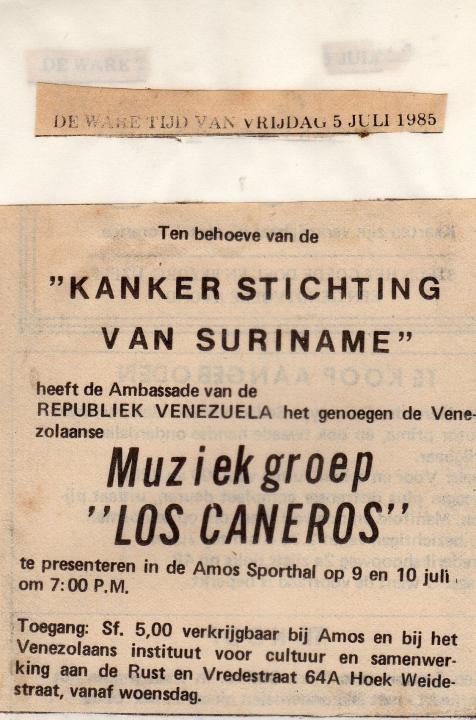 DE WARE TIJD VAN VRIJDAG 5 JULI 1985
Ten behoeve van de
"KANKER STICHTING
VAN SURINAME"
heeft de Ambassade van de
REPUBLIEK VENEZUELA het genoegen de Vene-
zolaanse
Muziekgroep
"LOS CANEROS"
te presenteren in de Amos Sporthal op 9 en 10 juli
om 7:00 P.M.
Toegang: Sf. 5,00 verkrijgbaar bij Amos en bij het
Venezolaans instituut voor cultuur en samenwer-
king aan de Rust en Vredestraat 64A Hoek Weide-
straat, vanaf woensdag.